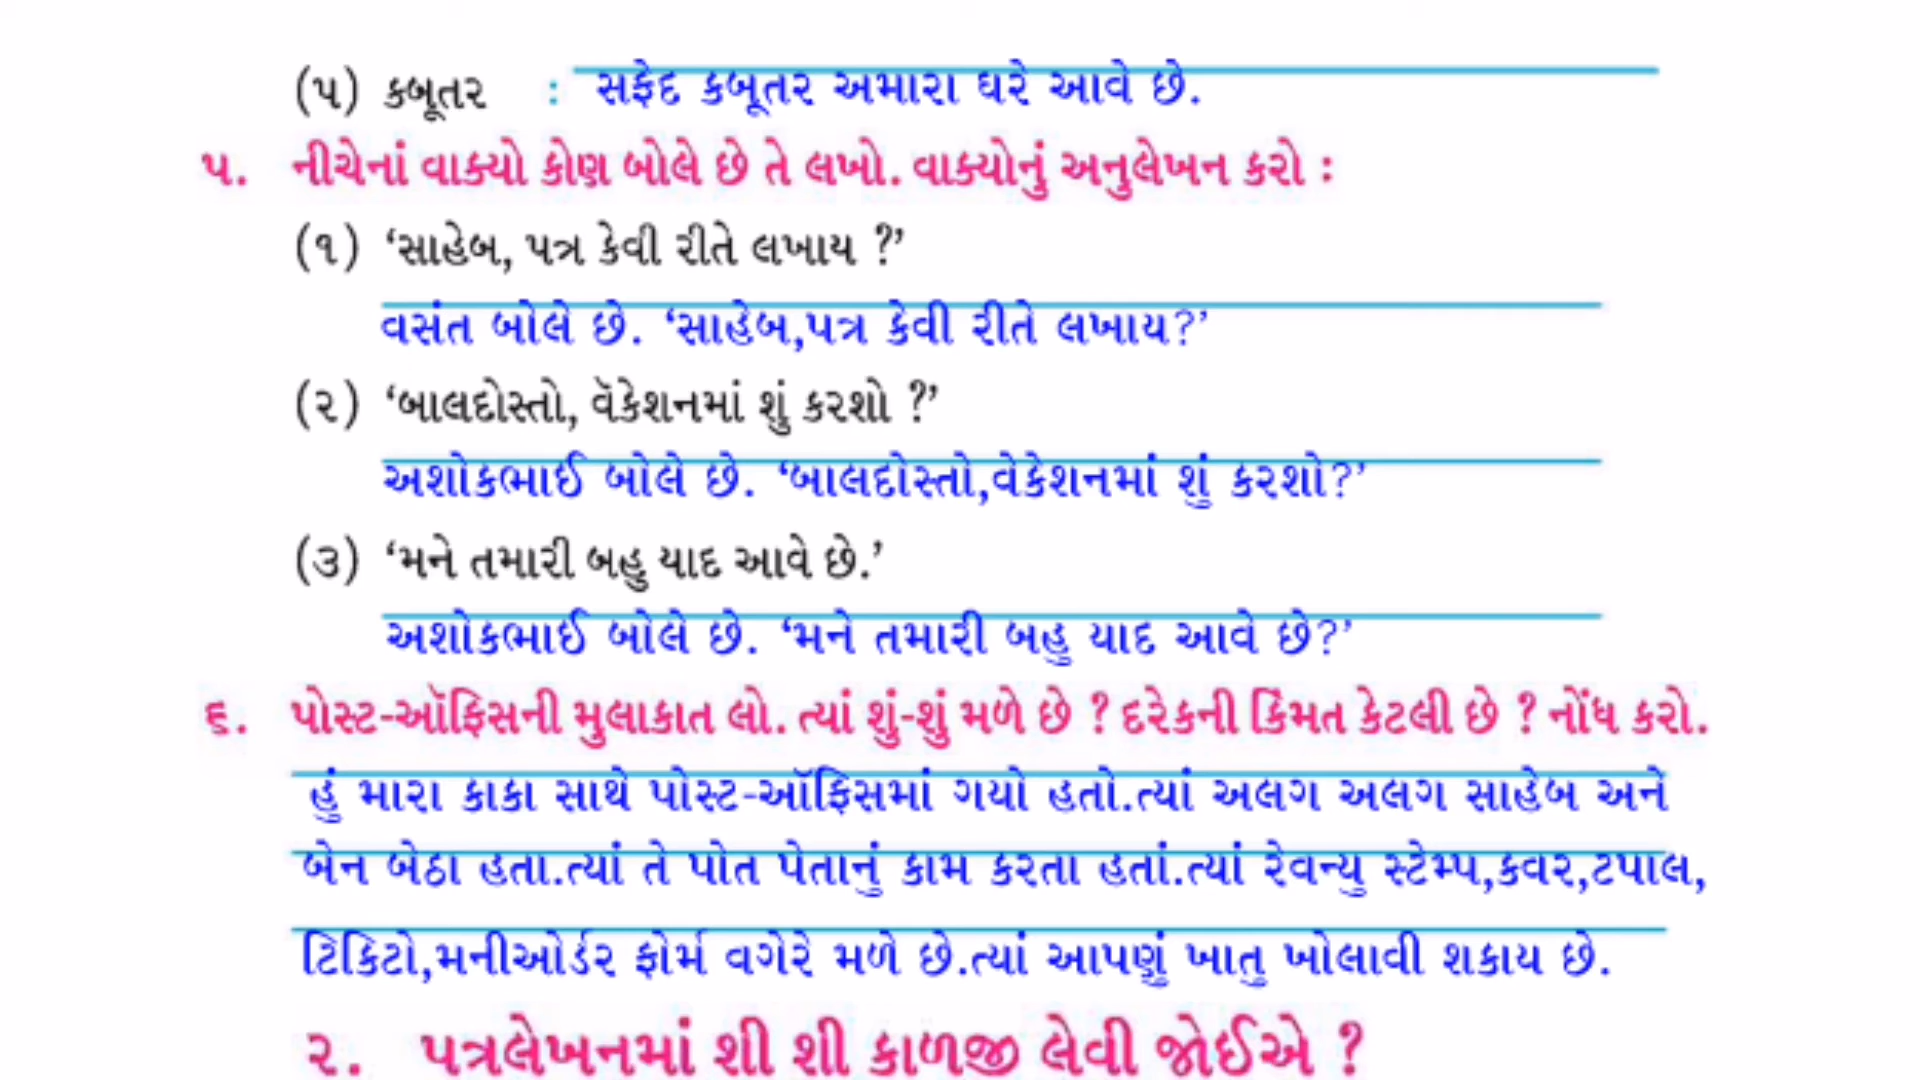 (૫) કબૂતર : સફેદ કબૂતર અમારા ઘરે આવે છે.
૫. નીચેનાં વાક્યો કોણ બોલે છે તે લખો. વાક્યોનું અનુલેખન કરો :
(૧) ‘સાહેબ, પત્ર કેવી રીતે લખાય ?’
વસંત બોલે છે. ‘સાહેબ,પત્ર કેવી રીતે લખાય?’
(૨) ‘બાલદોસ્તો, વૅકેશનમાં શું કરશો ?’
અશોકભાઈ બોલે છે. ‘બાલદોસ્તો,વેકેશનમાં શું કરશો?’
(૩) ‘મને તમારી બહુ યાદ આવે છે.’
અશોકભાઈ બોલે છે. ‘મને તમારી બહુ યાદ આવે છે?’
૬. પોસ્ટ-ઑફિસની મુલાકાત લો. ત્યાં શું-શું મળે છે ? દરેકની કિંમત કેટલી છે ? નોંધ કરો.
હું મારા કાકા સાથે પોસ્ટ-ઑફિસમાં ગયો હતો.ત્યાં અલગ અલગ સાહેબ અને
બેન બેઠા હતા.ત્યાં તે પોત પેતાનું કામ કરતા હતાં.ત્યાં રેવન્યુ સ્ટેમ્પ,કવર,ટપાલ,
ટિકિટો,મનીઓર્ડર ફોર્મ વગેરે મળે છે.ત્યાં આપણું ખાતુ ખોલાવી શકાય છે.
૨. પત્રલેખનમાં શી શી કાળજી લેવી જોઈએ ?